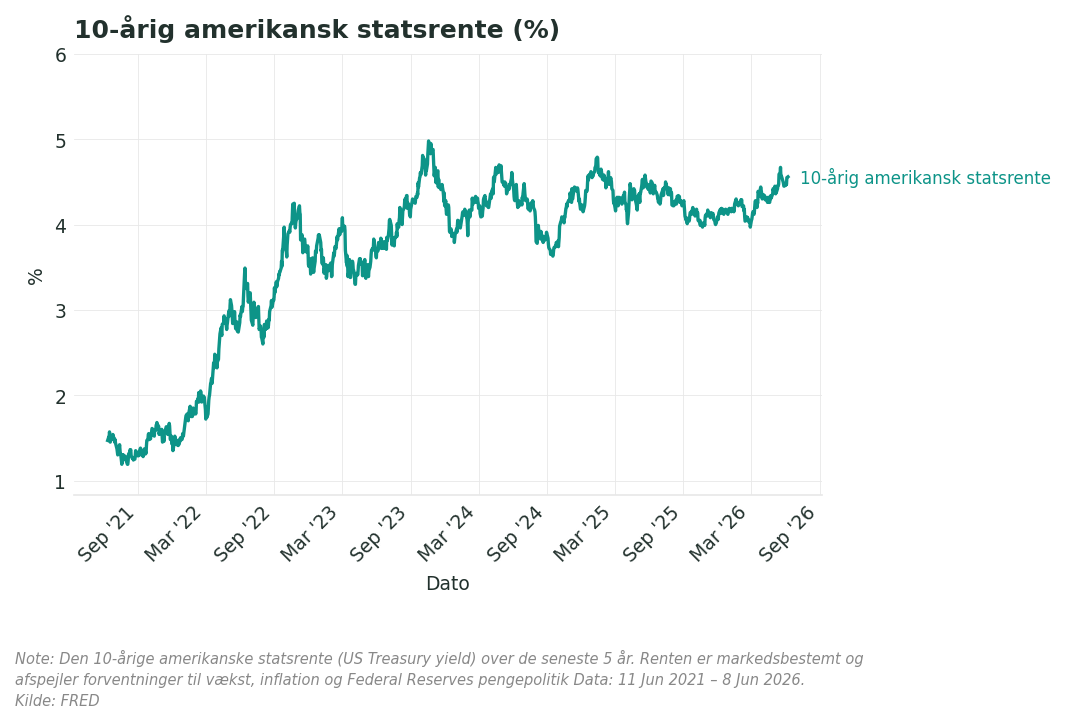 10-årig amerikansk statsrente (%)
6
5
4
3
2
1
%
10-årig amerikansk statsrente
Sep '21
Mar '22
Sep '22
Mar '23
Sep '23
Mar '24
Sep '24
Mar '25
Sep '25
Mar '26
Sep '26
Dato
Note: Den 10-årige amerikanske statsrente (US Treasury yield) over de seneste 5 år. Renten er markedsbestemt og
afspejler forventninger til vækst, inflation og Federal Reserves pengepolitik Data: 11 Jun 2021 – 8 Jun 2026.
Kilde: FRED